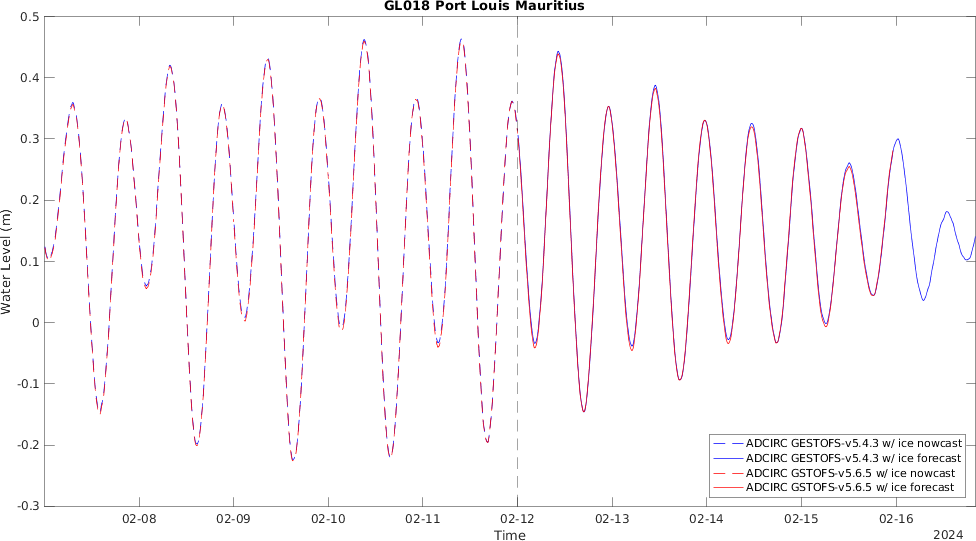 GL018 Port Louis Mauritius
0.5
0.4
0.3
0.2
0.1
0
-0.1
-0.2
-0.3
Water Level (m)
ADCIRC GESTOFS-v5.4.3 w/ ice nowcast
ADCIRC GESTOFS-v5.4.3 w/ ice forecast
ADCIRC GSTOFS-v5.6.5 w/ ice nowcast
ADCIRC GSTOFS-v5.6.5 w/ ice forecast
02-08 02-09 02-10 02-11 02-12 02-13 02-14 02-15 02-16
Time
2024